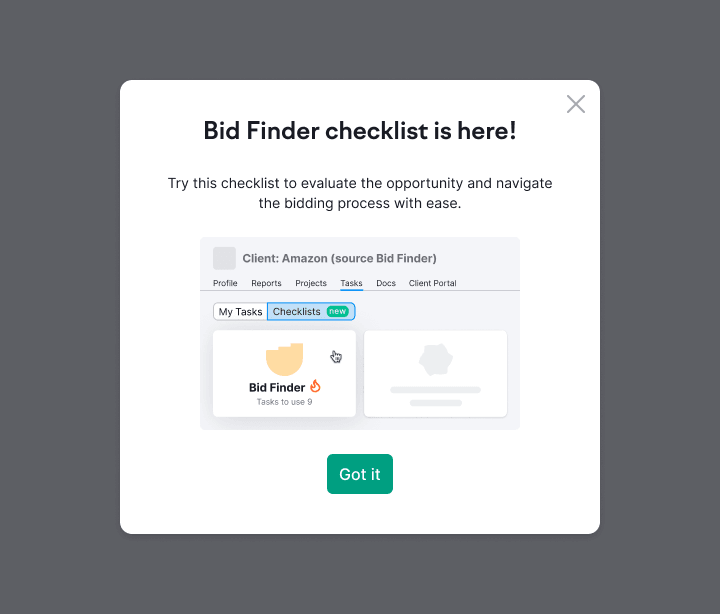 Bid Finder checklist is here!
Try this checklist to evaluate the opportunity and navigate
the bidding process with ease.
Client: Amazon (source Bid Finder)
Profile Reports Projects Tasks Docs Client Portal
My Tasks Checklists new
Bid Finder
Tasks to use 9
Got it